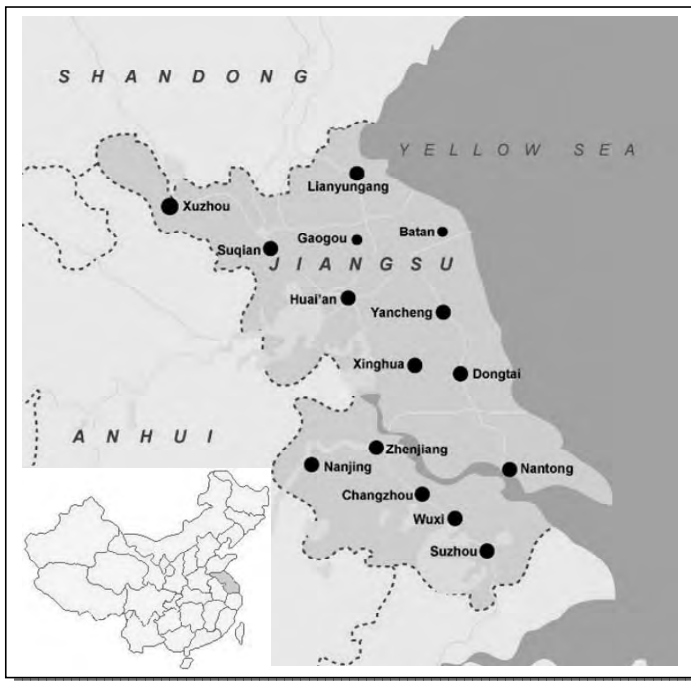 SHANDONG
YELLOW SEA
Lianyungang
Xuzhou
Gaogou
Batan
Suqian
JIANGSU
Huai'an
Yancheng
Xinghua
Dongtai
ANHUI
Zhenjiang
Nanjing
Nantong
Changzhou
Wuxi
Suzhou